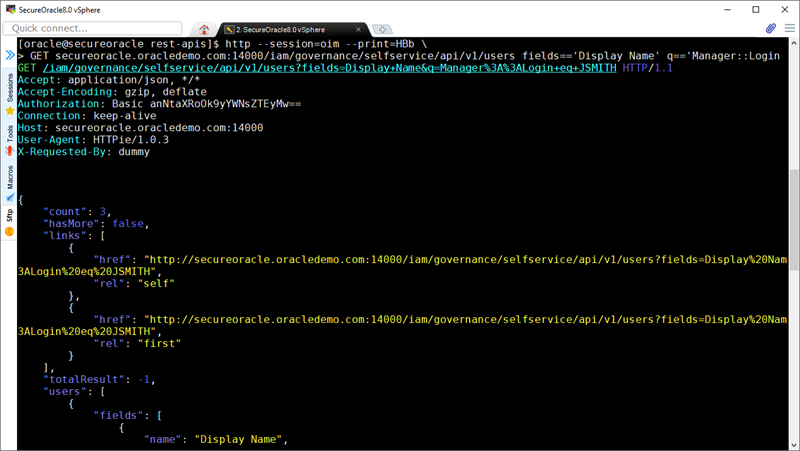 SecureOracle8.0 vSphere
Quick connect...
2. SecureOracle8.0 vSphere
Sessions
Tools
Macros
Sftp
[oracle@secureoracle rest-apis]$ http --session=oim --print=HBb \
> GET secureoracle.oracledemo.com:14000/iam/governance/selfservice/api/v1/users fields=='Display Name' q=='Manager::Login
GET /iam/governance/selfservice/api/v1/users?fields=Display+Name&q=Manager%3A%3ALogin+eq+JSMITH HTTP/1.1
Accept: application/json, */*
Accept-Encoding: gzip, deflate
Authorization: Basic anNtaXRoOk9yYWNsZTEyMw==
Connection: keep-alive
Host: secureoracle.oracledemo.com:14000
User-Agent: HTTPie/1.0.3
X-Requested-By: dummy
{
"count": 3,
"hasMore": false,
"links": [
{
"href": "http://secureoracle.oracledemo.com:14000/iam/governance/selfservice/api/v1/users?fields=Display%20Nam
3ALogin%20eq%20JSMITH",
"rel": "self"
},
{
"href": "http://secureoracle.oracledemo.com:14000/iam/governance/selfservice/api/v1/users?fields=Display%20Nam
3ALogin%20eq%20JSMITH",
"rel": "first"
}
],
"totalResult": -1,
"users": [
{
"fields": [
{
"name": "Display Name",